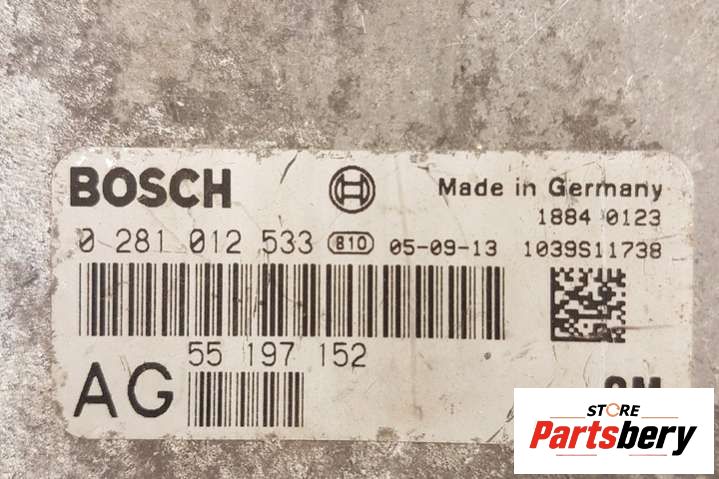 BOSCH
Made in Germany
1884 0123
0 281 012 533 810 05-09-13 1039S11738
55 197 152
AG
STORE
Partsbery